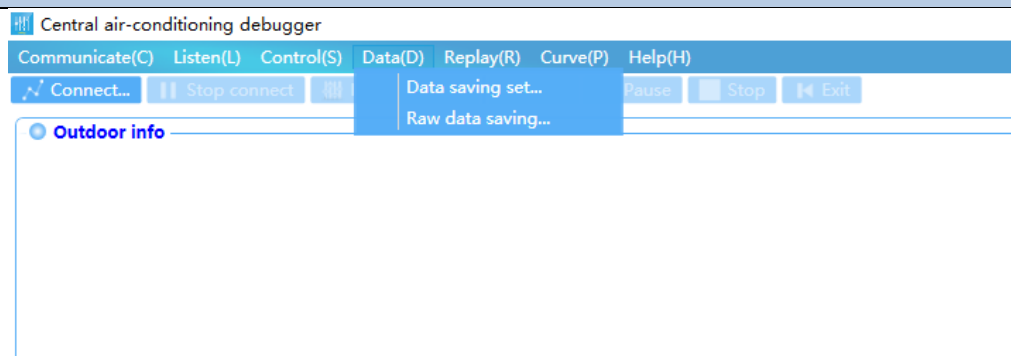 Central air-conditioning debugger
Communicate(C) Listen(L) Control(S) Data(D) Replay(R) Curve(P) Help(H)
Connect... Stop connect Pause Stop Exit
Data saving set...
Raw data saving...
Outdoor info